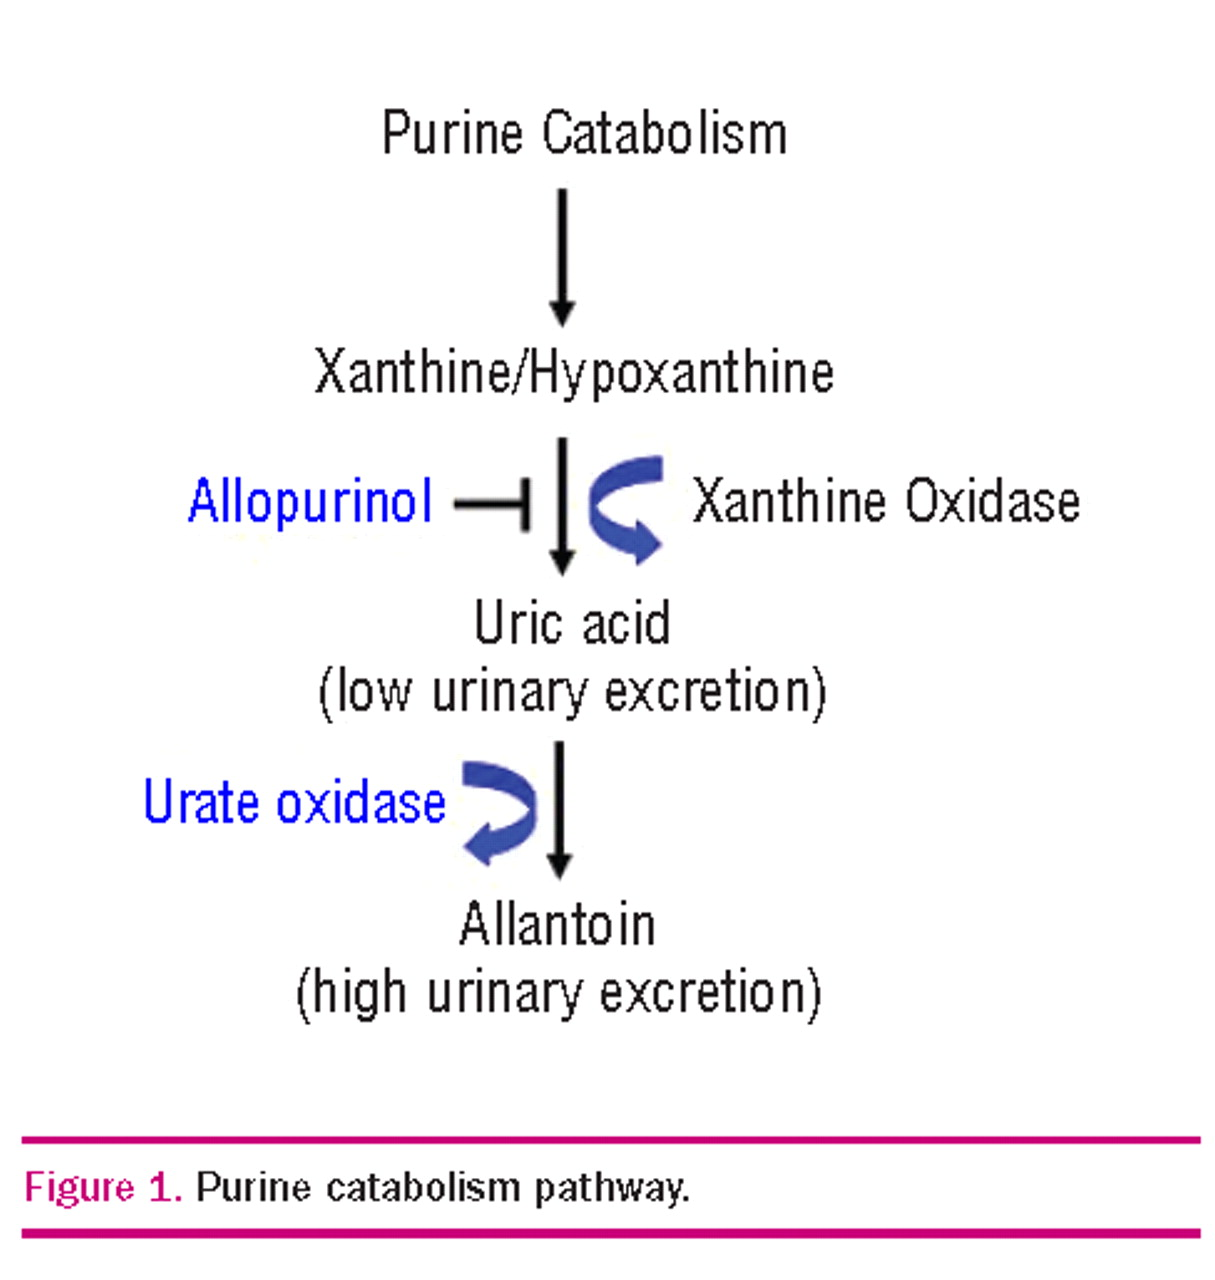 Purine Catabolism
Xanthine/Hypoxanthine
Allopurinol Xanthine Oxidase
Uric acid
(low urinary excretion)
Urate oxidase
Allantoin
(high urinary excretion)
Figure 1. Purine catabolism pathway.